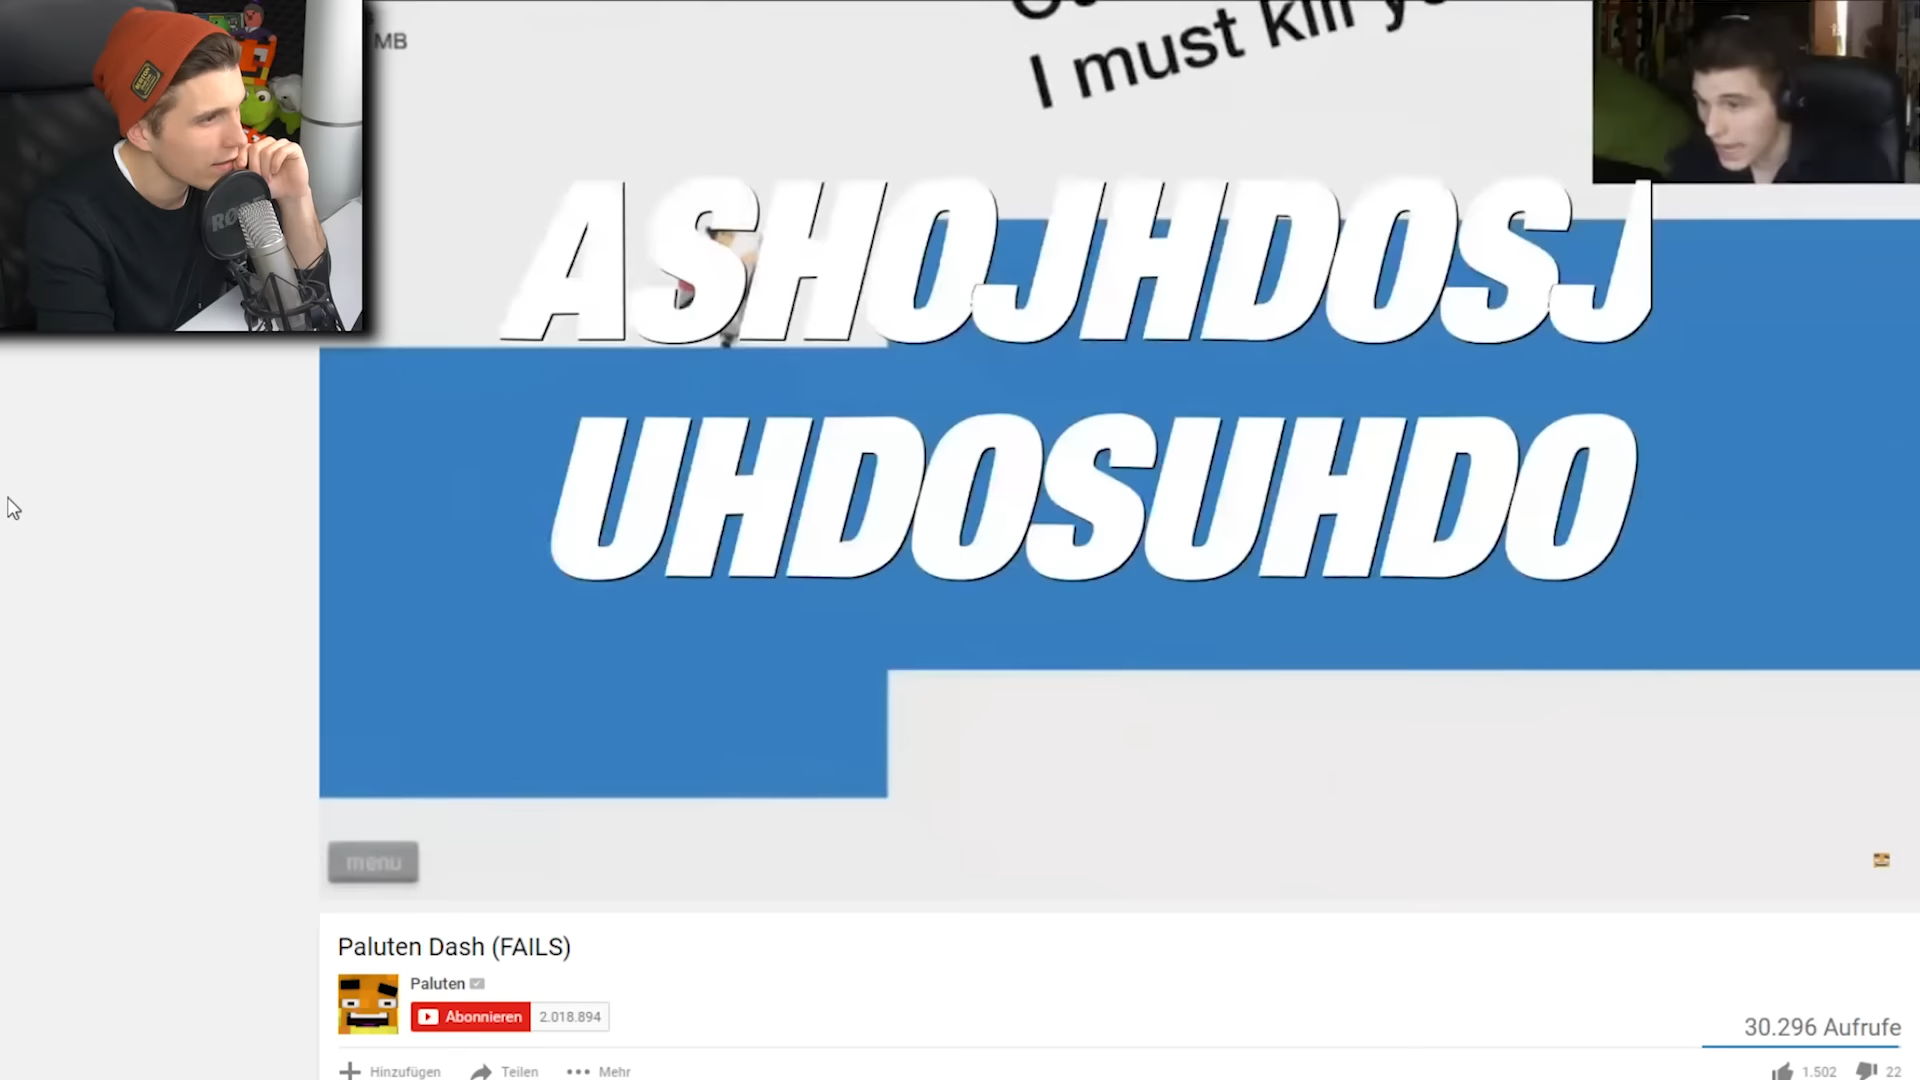 MB
I must kill
ASHOJHDOSJ
UHDOSUHDO
menu
Paluten Dash (FAILS)
Paluten
Abonnieren 2.018.894
30.296 Aufrufe
Hinzufügen Teilen Mehr
1.502 22